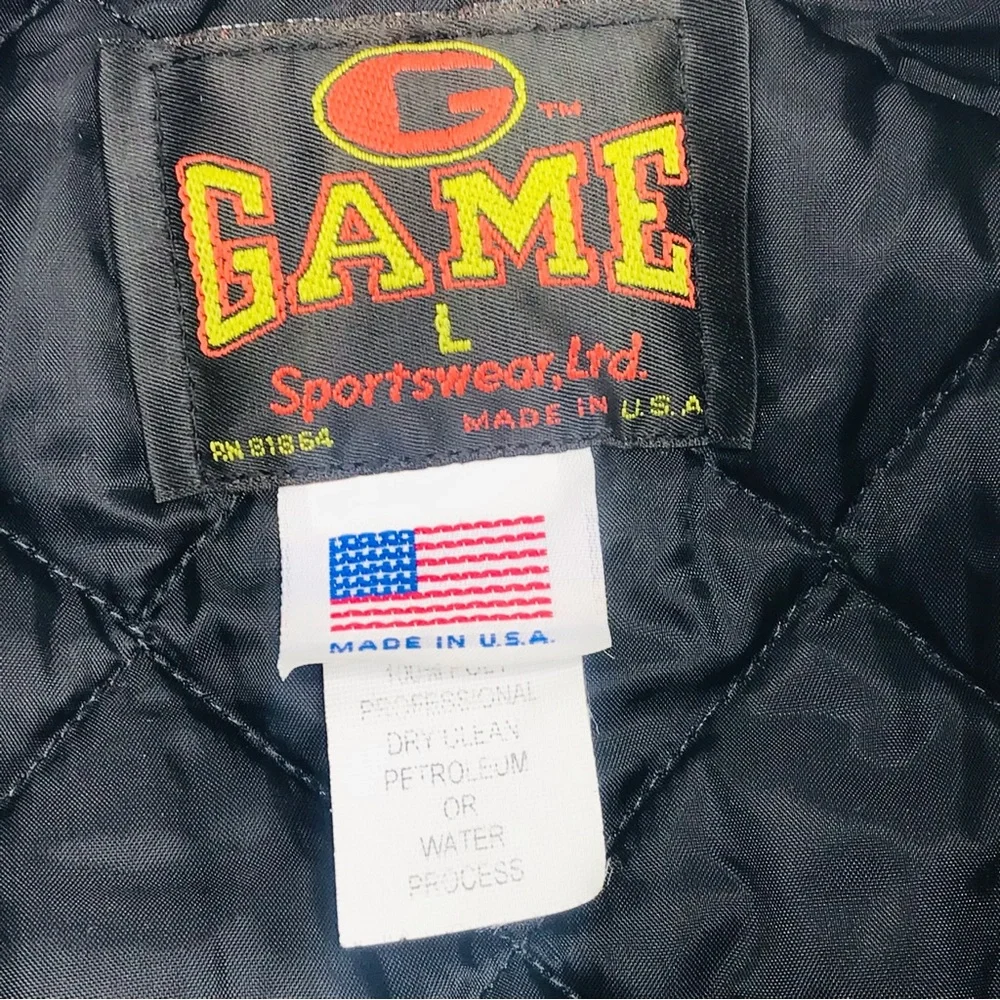 G TM
GAME
L
Sportswear, Ltd.
MADE IN U.S.A
RN 81864
MADE IN U.S.A.
PROFESSIONAL
DRY CLEAN
PETROLEUM
OR
WATER
PROCESS